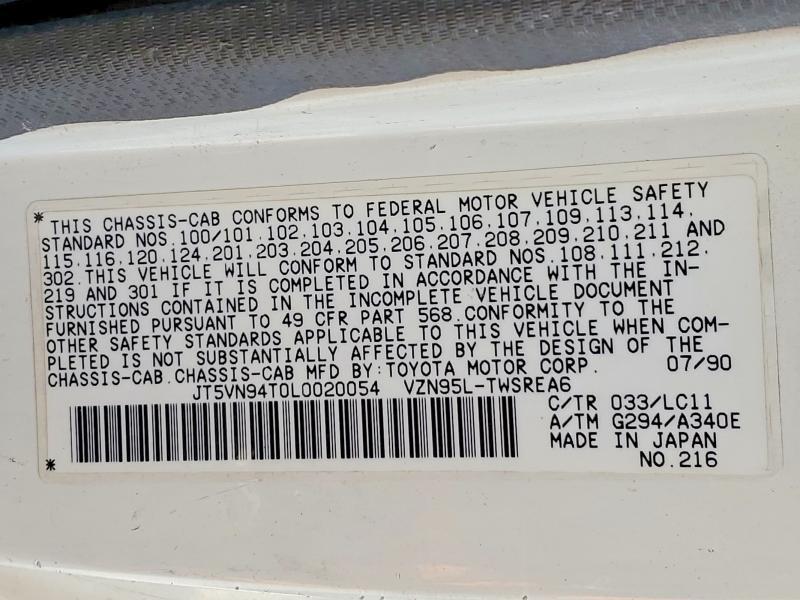 * THIS CHASSIS-CAB CONFORMS TO FEDERAL MOTOR VEHICLE SAFETY
STANDARD NOS.100/101.102.103.104.105.106.107.109.113.114.
115.116.120.124.201.203.204.205.206.207.208.209.210.211 AND
302.THIS VEHICLE WILL CONFORM TO STANDARD NOS.108.111.212.
219 AND 301 IF IT IS COMPLETED IN ACCORDANCE WITH THE IN-
STRUCTIONS CONTAINED IN THE INCOMPLETE VEHICLE DOCUMENT
FURNISHED PURSUANT TO 49 CFR PART 568.CONFORMITY TO THE
OTHER SAFETY STANDARDS APPLICABLE TO THIS VEHICLE WHEN COM-
PLETED IS NOT SUBSTANTIALLY AFFECTED BY THE DESIGN OF THE
CHASSIS-CAB.CHASSIS-CAB MFD BY:TOYOTA MOTOR CORP. 07/90
JT5VN94T0L0020054 VZN95L-TWSREA6
C/TR 033/LC11
A/TM G294/A340E
MADE IN JAPAN
* NO.216